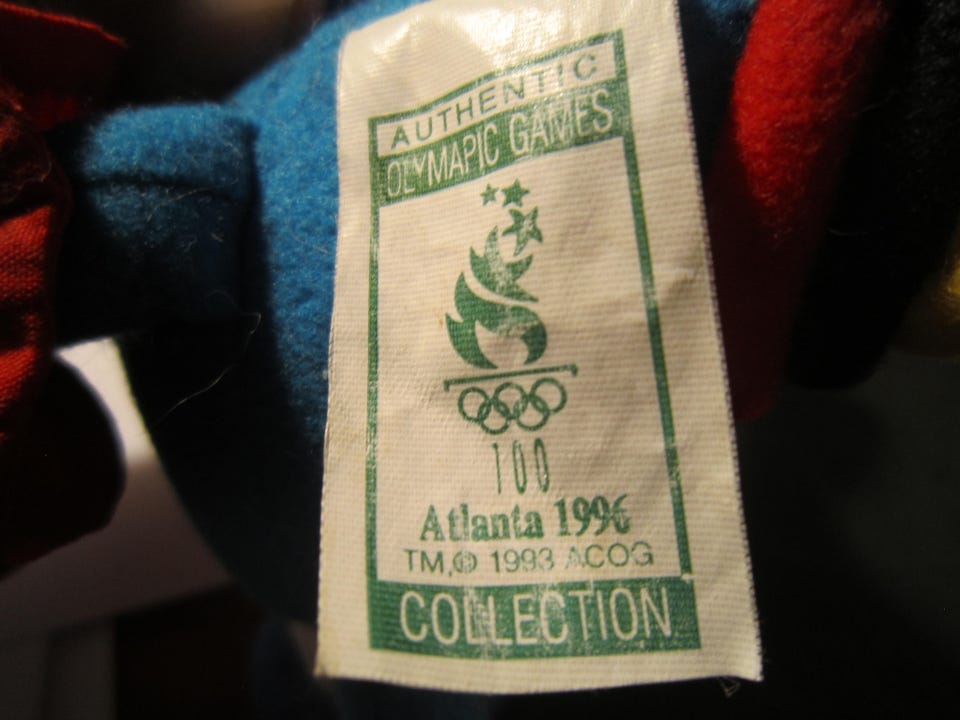 AUTHENTIC
OLYMAPIC GAMES
100
Atlanta 1996
TM,© 1993 ACOG
COLLECTION